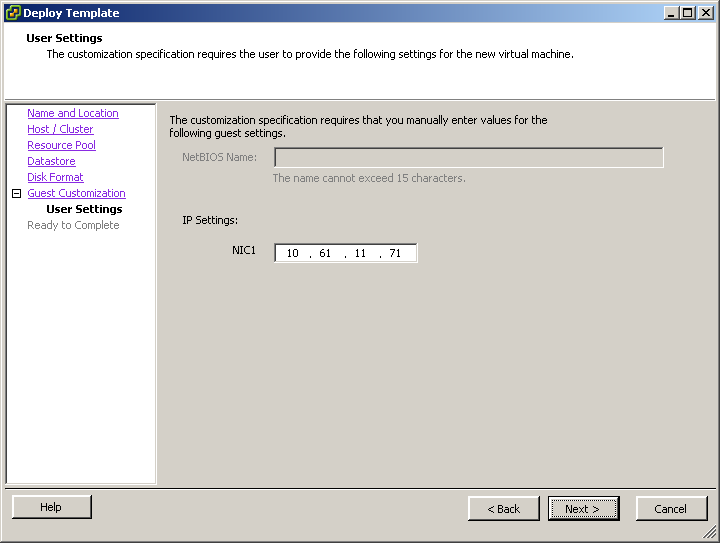 Deploy Template
User Settings
The customization specification requires the user to provide the following settings for the new virtual machine.
Name and Location
Host / Cluster
Resource Pool
Datastore
Disk Format
Guest Customization
User Settings
Ready to Complete
The customization specification requires that you manually enter values for the
following guest settings.
NetBIOS Name:
The name cannot exceed 15 characters.
IP Settings:
NIC1
10 . 61 . 11 . 71
Help
< Back
Next >
Cancel